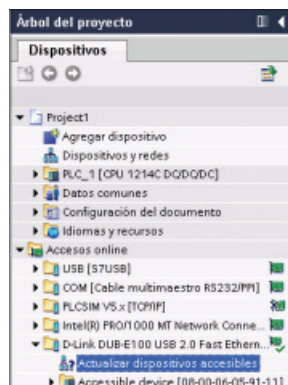 Árbol del proyecto
Dispositivos
Project1
Agregar dispositivo
Dispositivos y redes
PLC_1 [CPU 1214C DC/DC/DC]
Datos comunes
Configuración del documento
Idiomas y recursos
Accesos online
USB [S7USB]
COM [Cable multimaestro RS232/PPI]
PLCSIM V5.x [TCP/IP]
Intel(R) PRO/1000 MT Network Conne...
D-Link DUB-E100 USB 2.0 Fast Ethern...
Actualizar dispositivos accesibles
Accessible device [08-00-06-05-91-11]